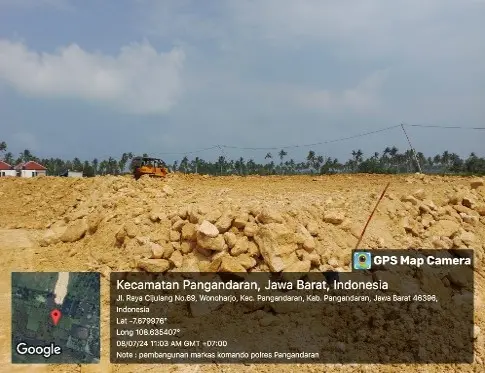 GPS Map Camera
Kecamatan Pangandaran, Jawa Barat, Indonesia
Jl. Raya Cijulang No.69, Wonoharjo, Kec. Pangandaran, Kab. Pangandaran, Jawa Barat 46396,
Indonesia
Lat -7.679976°
Long 108.635407°
08/07/24 11:03 AM GMT +07:00
Note : pembangunan markas komando polres Pangandaran
Google